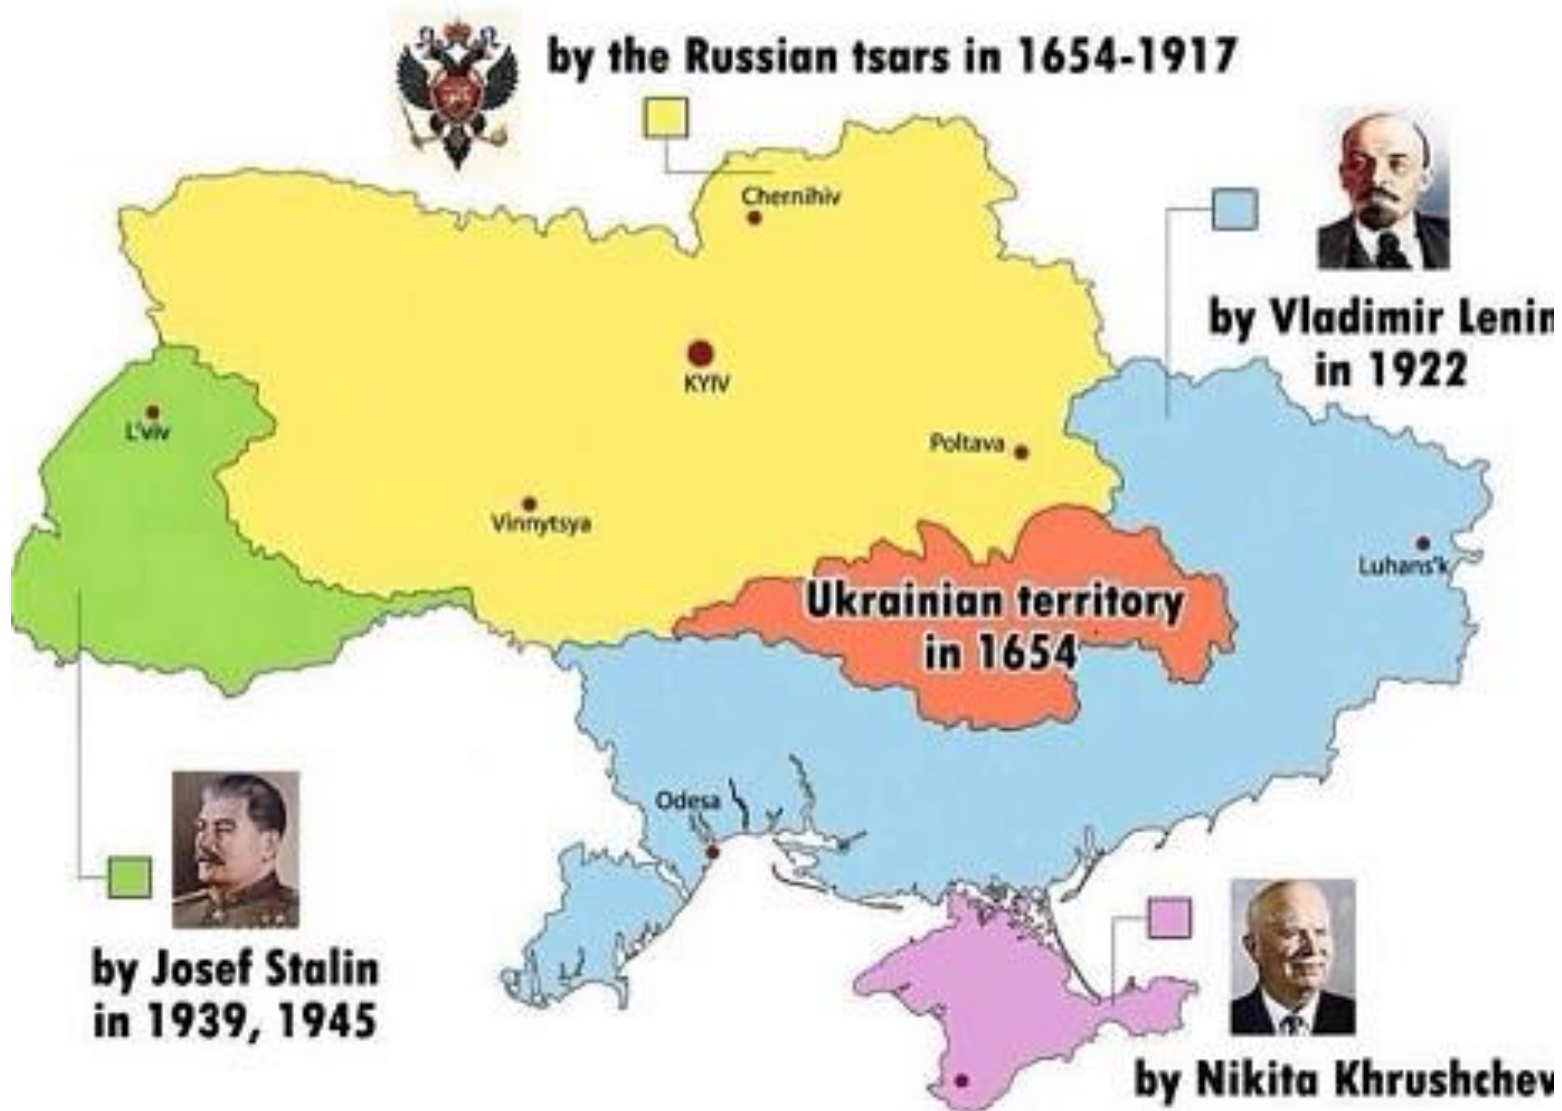 by the Russian tsars in 1654-1917
Chernihiv
by Vladimir Lenin
in 1922
KYIV
L'viv
Poltava
Vinnytsya
Luhans'k
Ukrainian territory
in 1654
Odesa
by Josef Stalin
in 1939, 1945
by Nikita Khrushchev